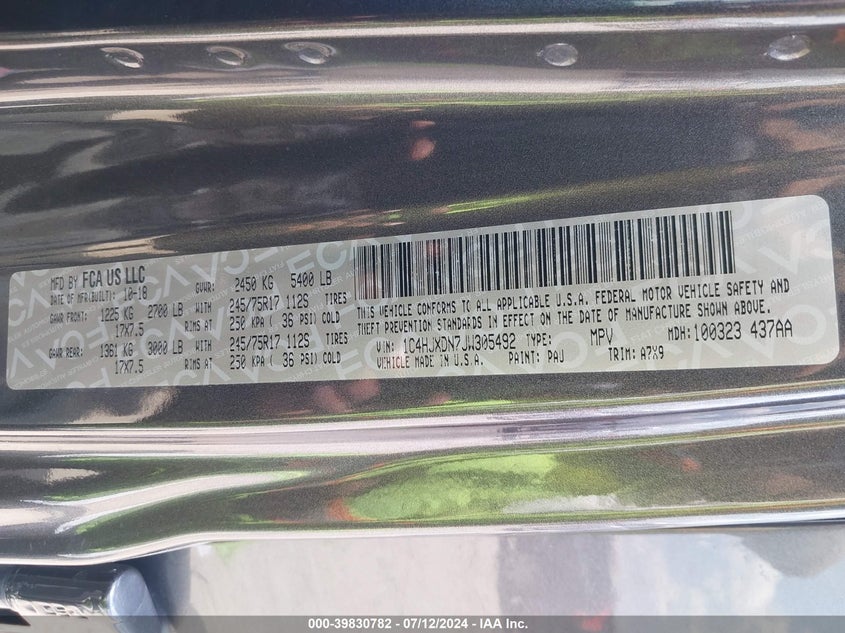 MFD BY FCA US LLC
DATE OF MFR(BUILT): 10-18 GVWR: 2450 KG 5400 LB
GAWR FRONT: 1225 KG 2700 LB WITH 245/75R17 112S TIRES
17X7.5 RIMS AT 250 KPA ( 36 PSI) COLD
GAWR REAR: 1361 KG 3000 LB WITH 245/75R17 112S TIRES
17X7.5 RIMS AT 250 KPA ( 36 PSI) COLD
THIS VEHICLE CONFORMS TO ALL APPLICABLE U.S.A. FEDERAL MOTOR VEHICLE SAFETY AND
THEFT PREVENTION STANDARDS IN EFFECT ON THE DATE OF MANUFACTURE SHOWN ABOVE.
VIN: 1C4HJXDN7JW305492 TYPE: MPV MDH: 100323 437AA
VEHICLE MADE IN U.S.A. PAINT: PAU TRIM: A7X9
000-39830782 - 07/12/2024 - IAA Inc.